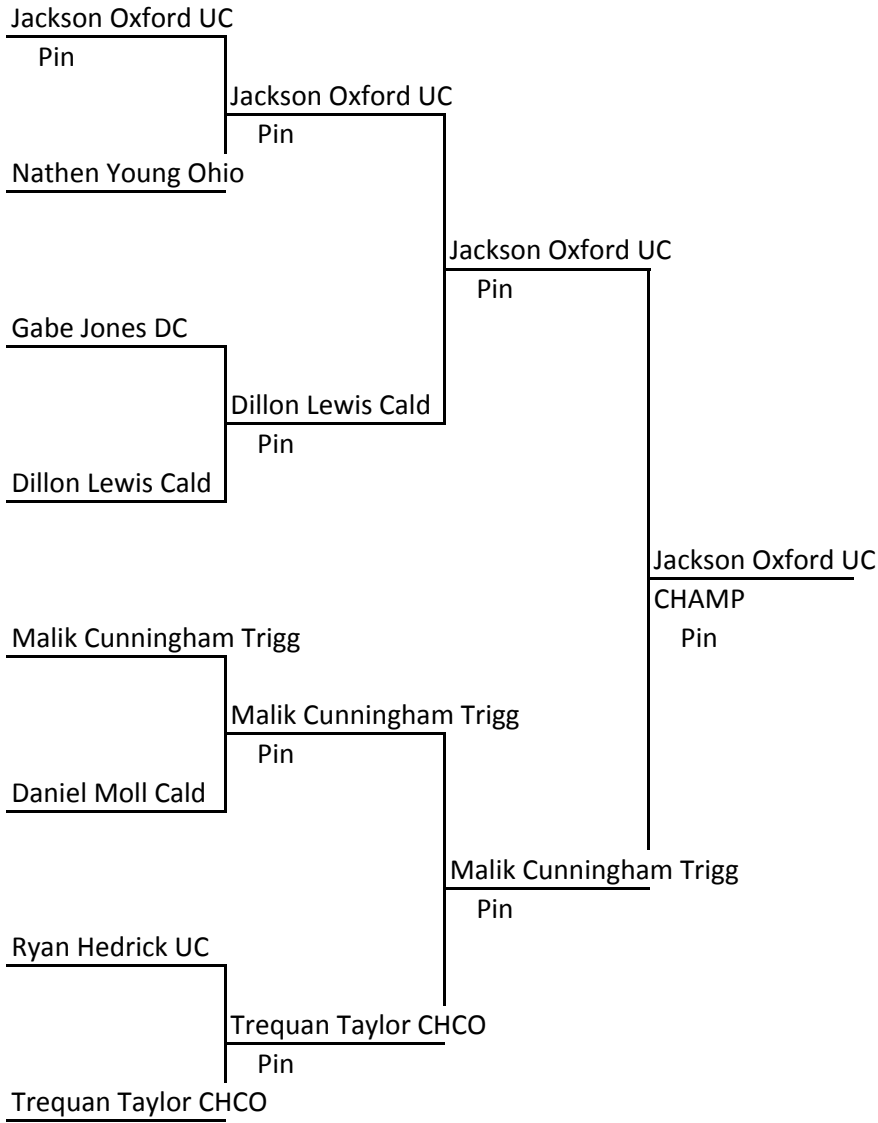 Jackson Oxford UC
Pin
Jackson Oxford UC
Pin
Nathen Young Ohio
Jackson Oxford UC
Pin
Gabe Jones DC
Dillon Lewis Cald
Pin
Dillon Lewis Cald
Jackson Oxford UC
CHAMP
Pin
Malik Cunningham Trigg
Malik Cunningham Trigg
Pin
Daniel Moll Cald
Malik Cunningham Trigg
Pin
Ryan Hedrick UC
Trequan Taylor CHCO
Pin
Trequan Taylor CHCO